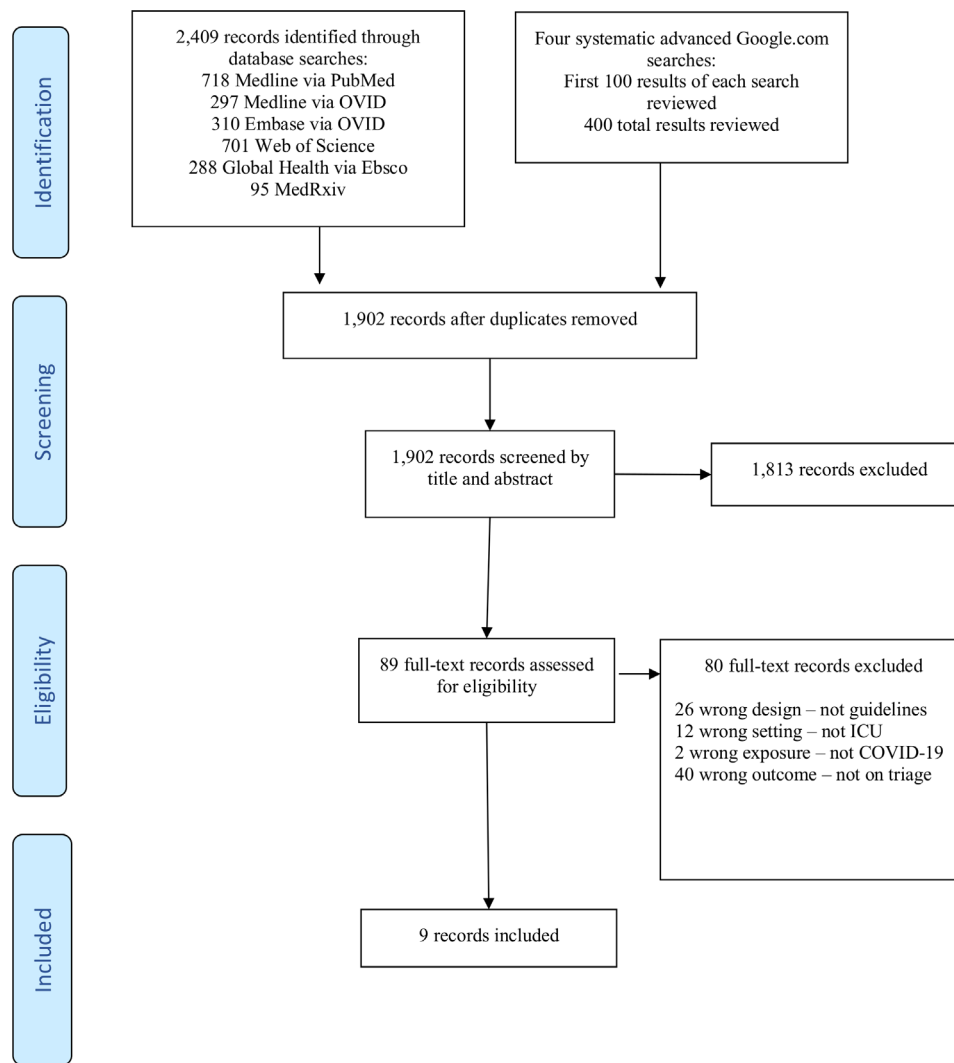 Identification
2,409 records identified through
database searches:
718 Medline via PubMed
297 Medline via OVID
310 Embase via OVID
701 Web of Science
288 Global Health via Ebsco
95 MedRxiv
Four systematic advanced Google.com
searches:
First 100 results of each search
reviewed
400 total results reviewed
Screening
1,902 records after duplicates removed
1,902 records screened by
title and abstract
1,813 records excluded
Eligibility
89 full-text records assessed
for eligibility
80 full-text records excluded
26 wrong design – not guidelines
12 wrong setting – not ICU
2 wrong exposure – not COVID-19
40 wrong outcome – not on triage
Included
9 records included